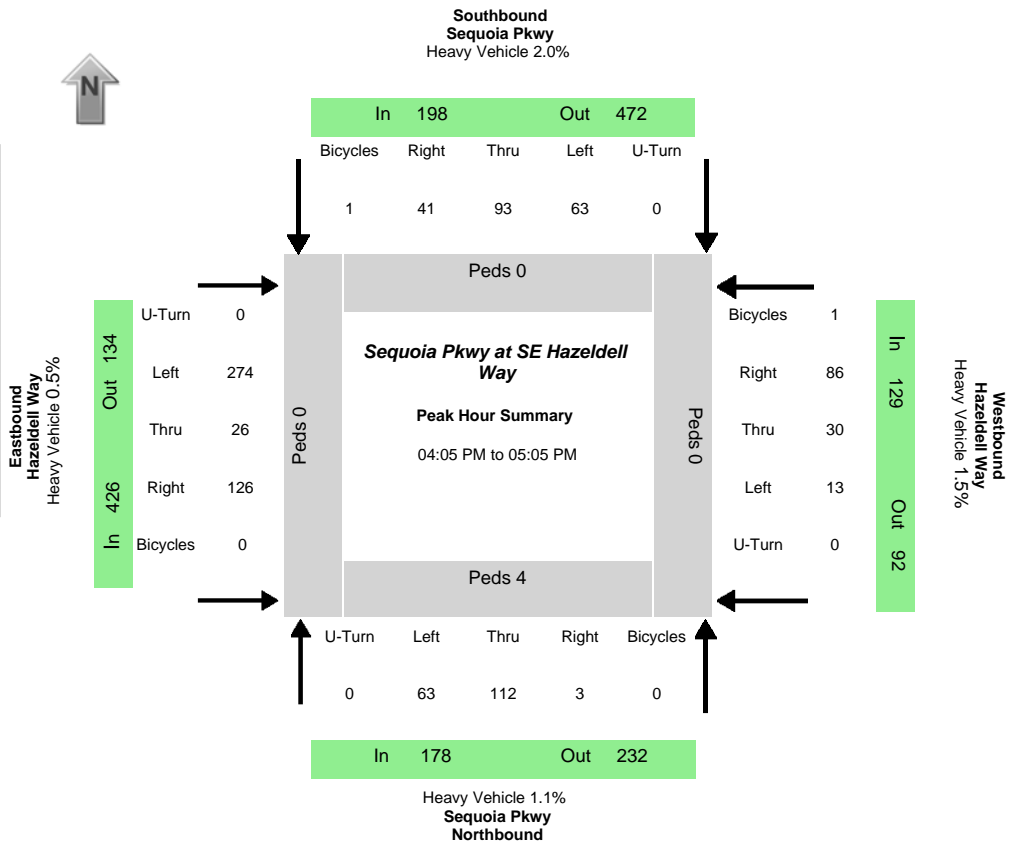 Southbound
Sequoia Pkwy
Heavy Vehicle 2.0%
N
In 198 Out 472
Bicycles Right Thru Left U-Turn
1 41 93 63 0
Peds 0
Eastbound
Hazeldell Way
Heavy Vehicle 0.5%
Out 134
In 426
U-Turn 0
Left 274
Thru 26
Right 126
Bicycles 0
Peds 0
Sequoia Pkwy at SE Hazeldell
Way
Peak Hour Summary
04:05 PM to 05:05 PM
Peds 0
Bicycles 1
Right 86
Thru 30
Left 13
U-Turn 0
In 129
Out 92
Westbound
Hazeldell Way
Heavy Vehicle 1.5%
Peds 4
U-Turn Left Thru Right Bicycles
0 63 112 3 0
In 178 Out 232
Heavy Vehicle 1.1%
Sequoia Pkwy
Northbound